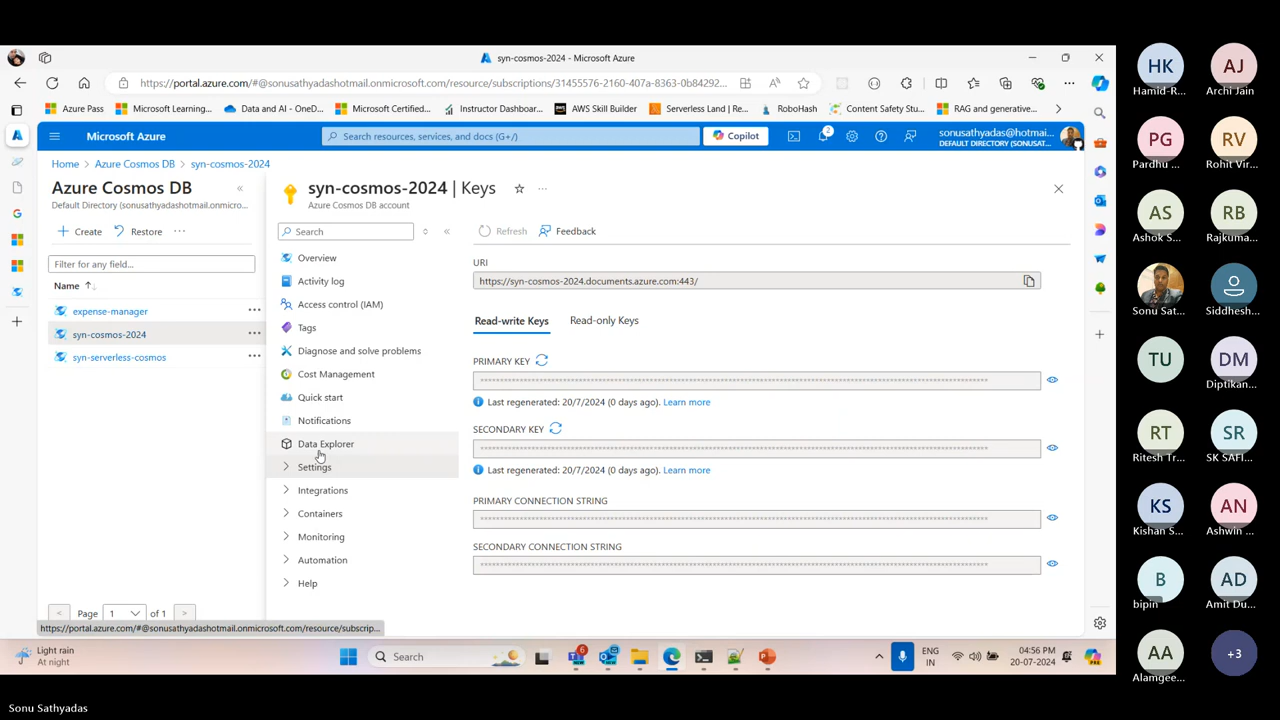 syn-cosmos-2024 - Microsoft Azure
https://portal.azure.com/#@sonusathyadashotmail.onmicrosoft.com/resource/subscriptions/31455576-2160-407a-8363-0b84292...
Azure Pass
Microsoft Learning...
Data and AI - OneD...
Microsoft Certified...
Instructor Dashboar...
AWS Skill Builder
Serverless Land | Re...
RoboHash
Content Safety Stu...
RAG and generative...
Microsoft Azure
Search resources, services, and docs (G+/)
Copilot
2
sonusathyadas@hotmai...
DEFAULT DIRECTORY (SONUSAT...
Home > Azure Cosmos DB > syn-cosmos-2024
Azure Cosmos DB
Default Directory (sonusathyadashotmail.onmicro...
Create
Restore
Filter for any field...
Name
expense-manager
syn-cosmos-2024
syn-serverless-cosmos
Page 1 of 1
syn-cosmos-2024 | Keys
Azure Cosmos DB account
Search
Overview
Activity log
Access control (IAM)
Tags
Diagnose and solve problems
Cost Management
Quick start
Notifications
Data Explorer
Settings
Integrations
Containers
Monitoring
Automation
Help
Refresh
Feedback
URI
https://syn-cosmos-2024.documents.azure.com:443/
Read-write Keys
Read-only Keys
PRIMARY KEY
Last regenerated: 20/7/2024 (0 days ago). Learn more
SECONDARY KEY
Last regenerated: 20/7/2024 (0 days ago). Learn more
PRIMARY CONNECTION STRING
SECONDARY CONNECTION STRING
https://portal.azure.com/#@sonusathyadashotmail.onmicrosoft.com/resource/subscrip...
Light rain
At night
Search
6
ENG
IN
04:56 PM
20-07-2024
HK
Hamid-R...
AJ
Archi Jain
PG
Pardhu ...
RV
Rohit Vir...
AS
Ashok S...
RB
Rajkuma...
Sonu Sat...
Siddhesh...
TU
DM
Diptikan...
RT
Ritesh Tr...
SR
SK SAFI...
KS
Kishan S...
AN
Ashwin ...
B
bipin
AD
Amit Du...
AA
Alamgee...
+3
Sonu Sathyadas